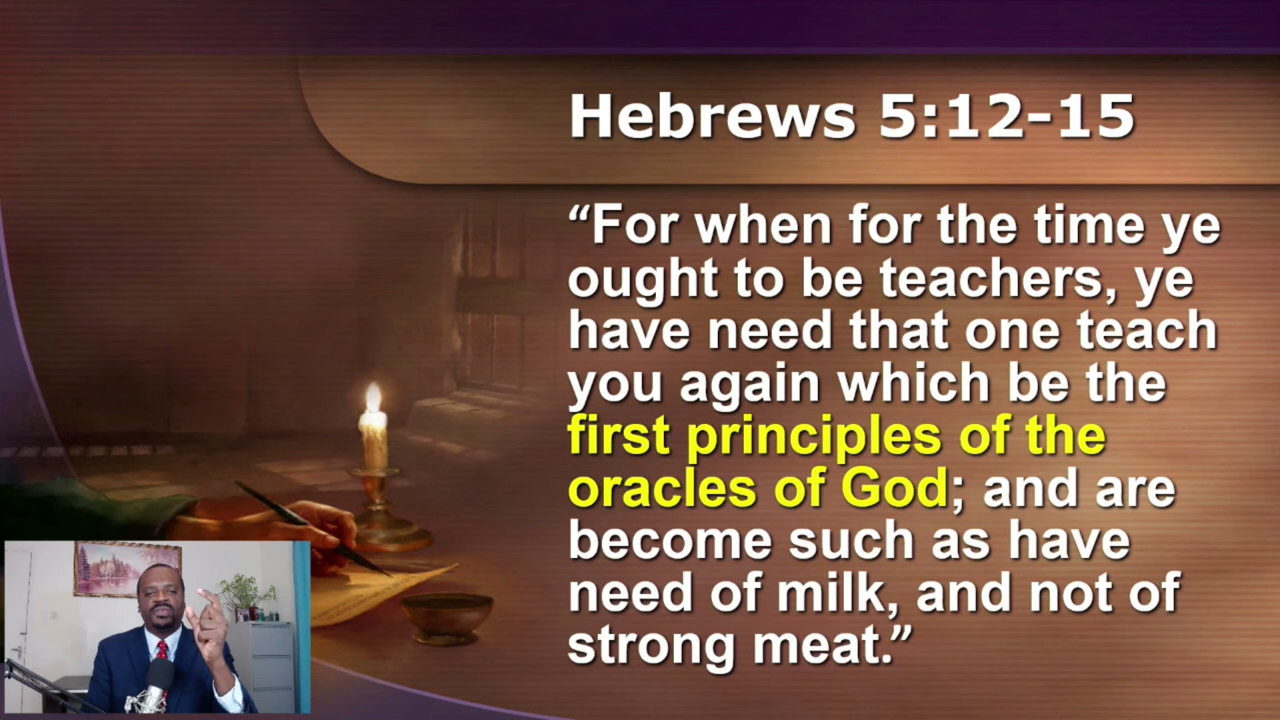 Hebrews 5:12-15
“For when for the time ye
ought to be teachers, ye
have need that one teach
you again which be the
first principles of the
oracles of God; and are
become such as have
need of milk, and not of
strong meat.”